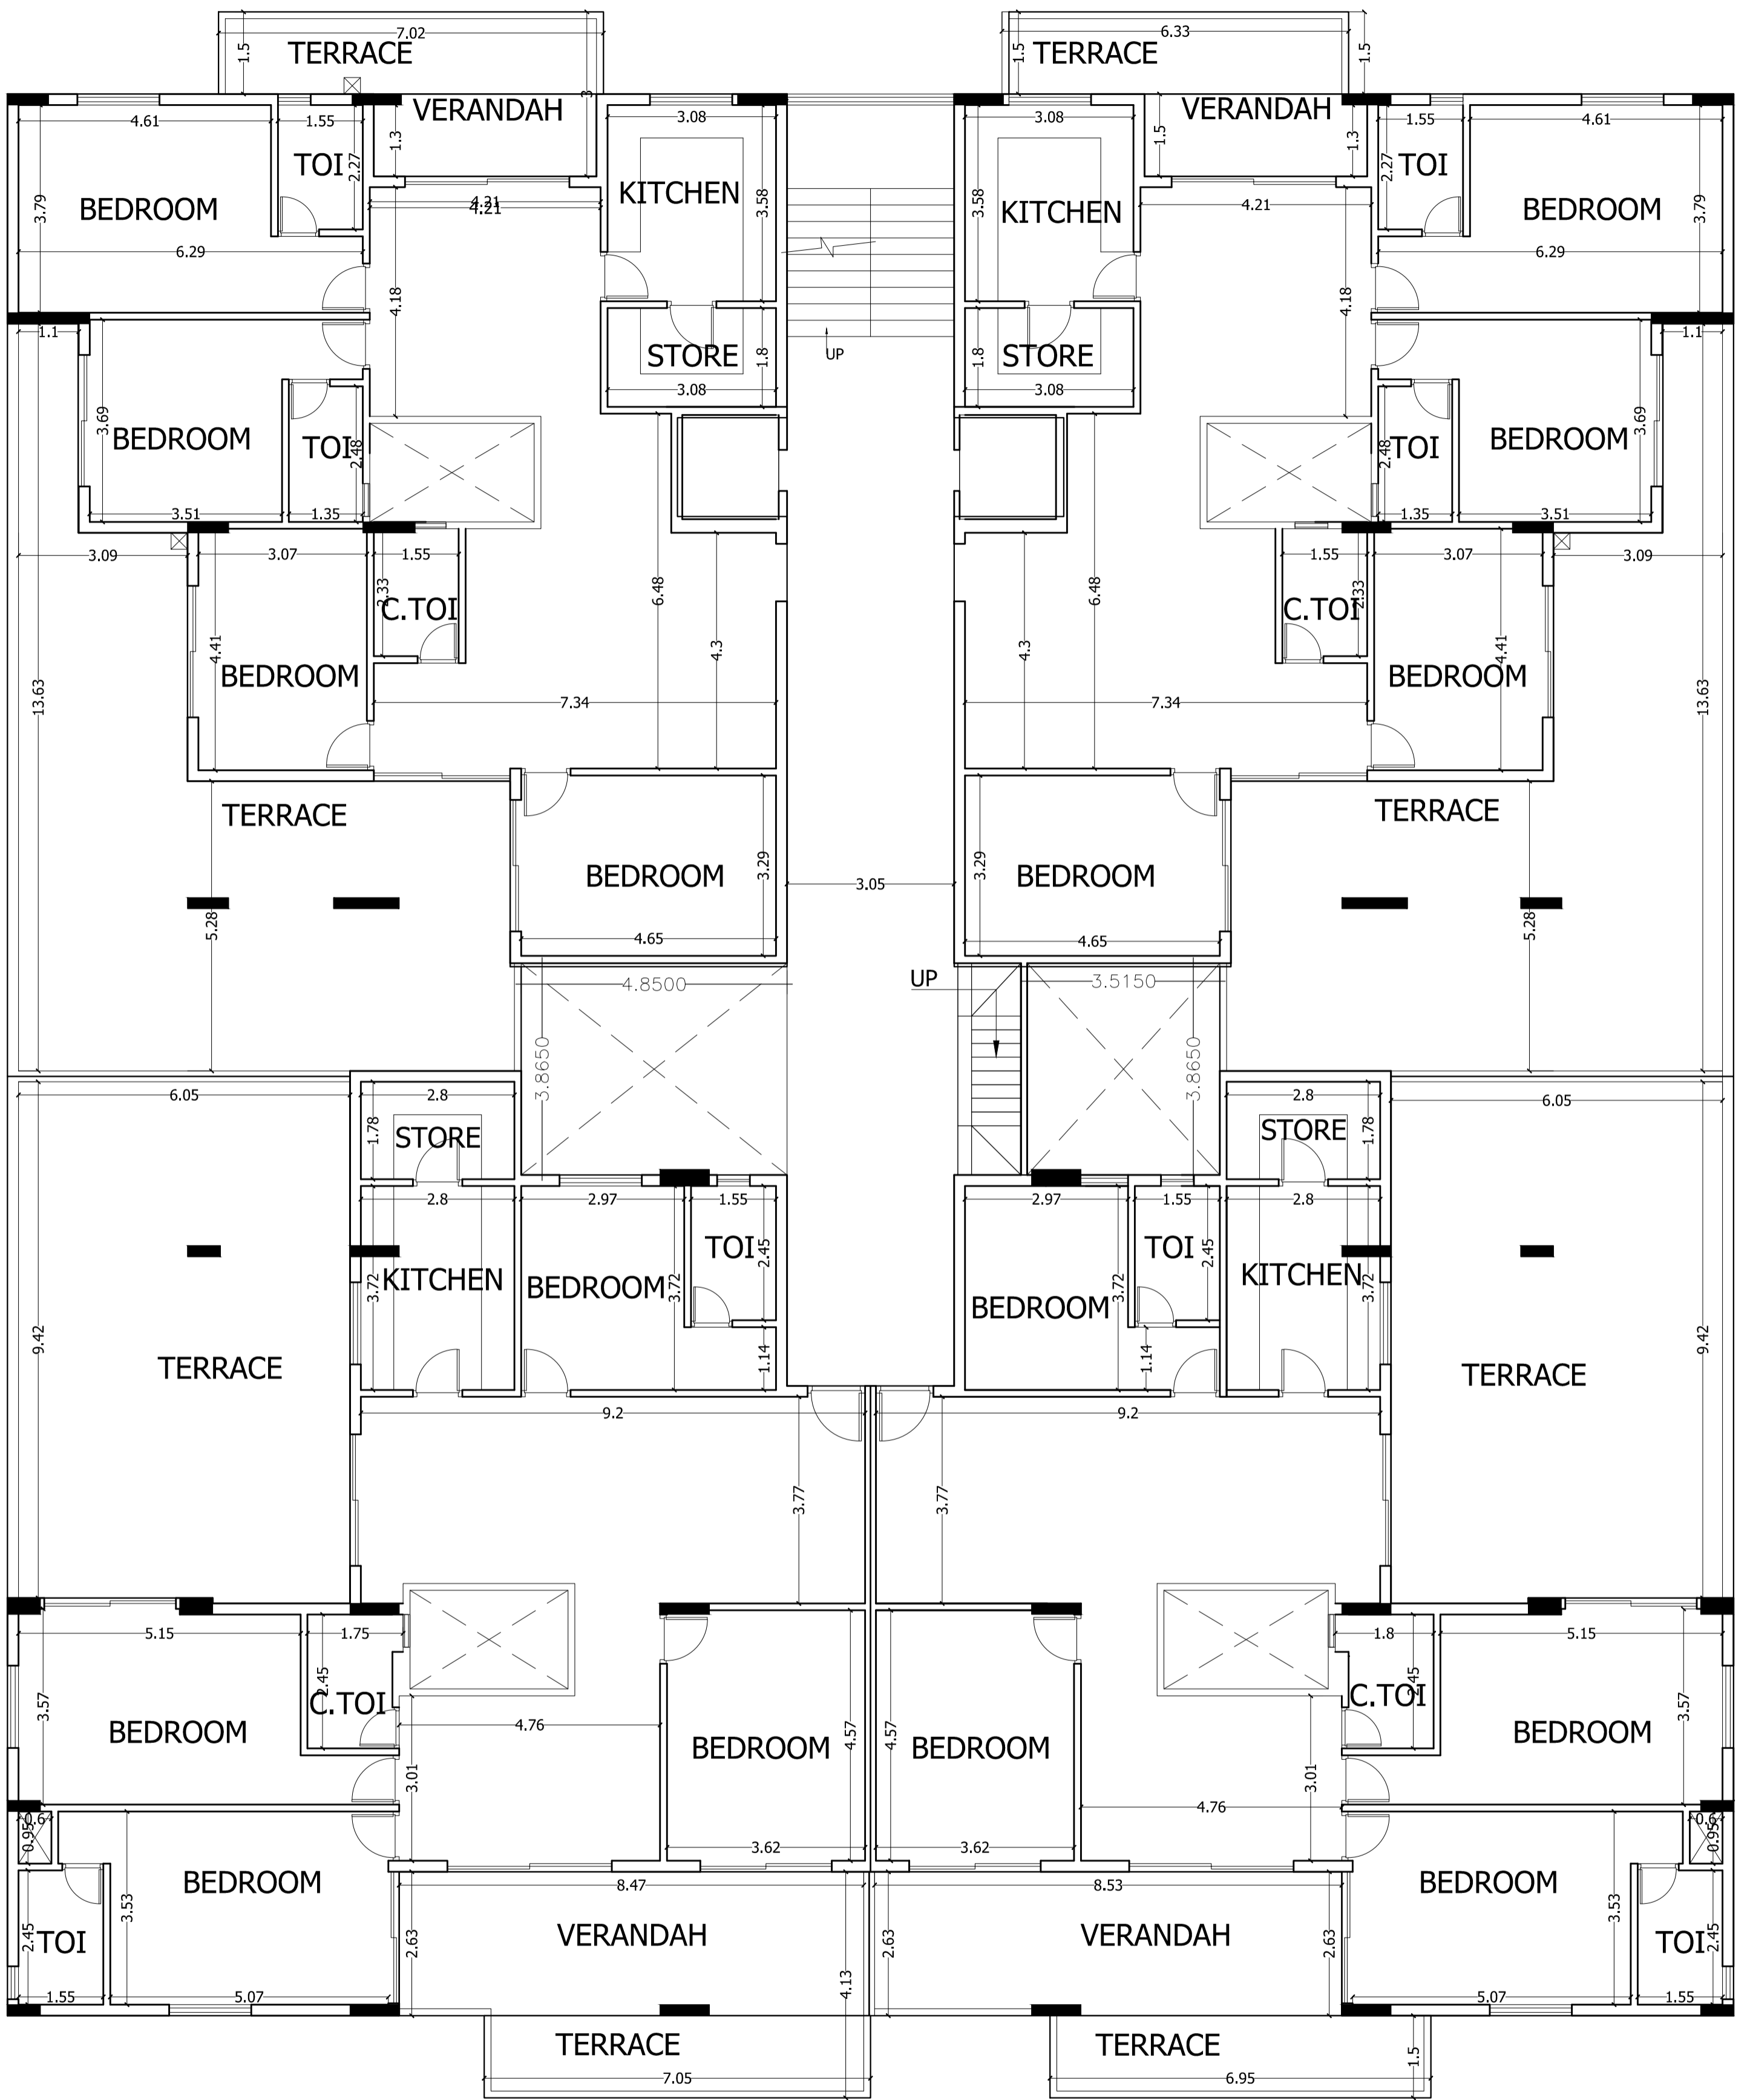 7.02
TERRACE
1.5
3
6.33
TERRACE
1.5
1.5
VERANDAH
VERANDAH
4.61
1.55
1.3
3.08
3.08
1.5
1.3
1.55
4.61
TOI
2.27
KITCHEN
3.58
3.58
KITCHEN
2.27
TOI
BEDROOM
3.79
4.21
4.21
4.21
BEDROOM
3.79
6.29
6.29
4.18
4.18
1.1
STORE
1.8
UP
1.8
STORE
1.1
3.08
3.08
3.69
BEDROOM
TOI
2.48
2.48
TOI
BEDROOM
3.69
3.51
1.35
1.35
3.51
3.09
3.07
1.55
1.55
3.07
3.09
2.33
C.TOI
6.48
6.48
C.TOI
2.33
4.41
4.3
4.3
4.41
BEDROOM
BEDROOM
13.63
7.34
7.34
13.63
TERRACE
TERRACE
BEDROOM
3.29
3.05
3.29
BEDROOM
5.28
5.28
4.65
4.65
4.8500
UP
3.5150
3.8650
3.8650
6.05
2.8
2.8
6.05
1.78
STORE
STORE
1.78
2.8
2.97
1.55
2.97
1.55
2.8
TOI
2.45
TOI
2.45
KITCHEN
3.72
BEDROOM
3.72
BEDROOM
3.72
KITCHEN
3.72
9.42
1.14
1.14
9.42
TERRACE
TERRACE
9.2
9.2
3.77
3.77
5.15
1.75
1.8
5.15
2.45
2.45
3.57
C.TOI
C.TOI
3.57
BEDROOM
4.76
BEDROOM
4.57
4.57
BEDROOM
BEDROOM
3.01
3.01
4.76
0.6
0.95
3.62
3.62
0.6
0.95
BEDROOM
8.47
8.53
BEDROOM
3.53
3.53
2.45
TOI
2.63
VERANDAH
2.63
VERANDAH
2.63
TOI
2.45
1.55
5.07
4.13
5.07
1.55
TERRACE
TERRACE
1.5
7.05
6.95